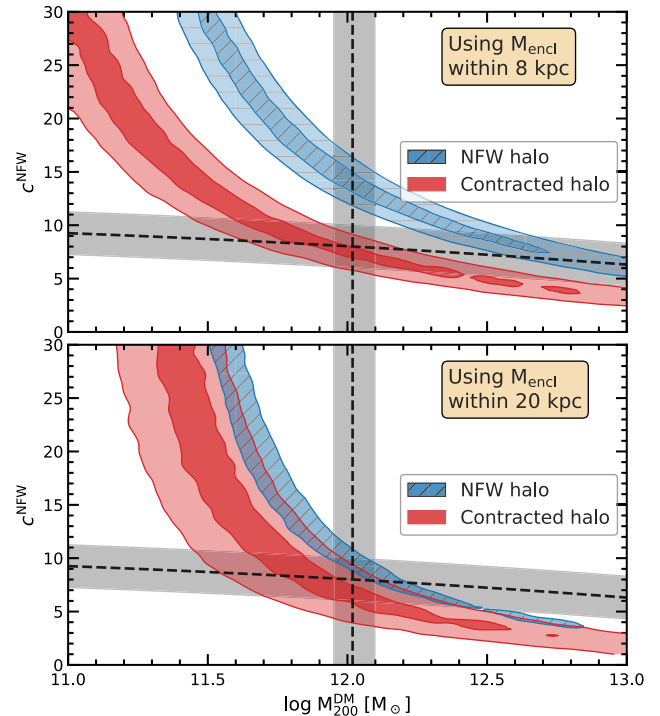 30
25
20
15
10
5
0
c^NFW
Using M_encl
within 8 kpc
NFW halo
Contracted halo
30
25
20
15
10
5
0
c^NFW
Using M_encl
within 20 kpc
NFW halo
Contracted halo
11.0 11.5 12.0 12.5 13.0
log M_200^DM [M_⊙]